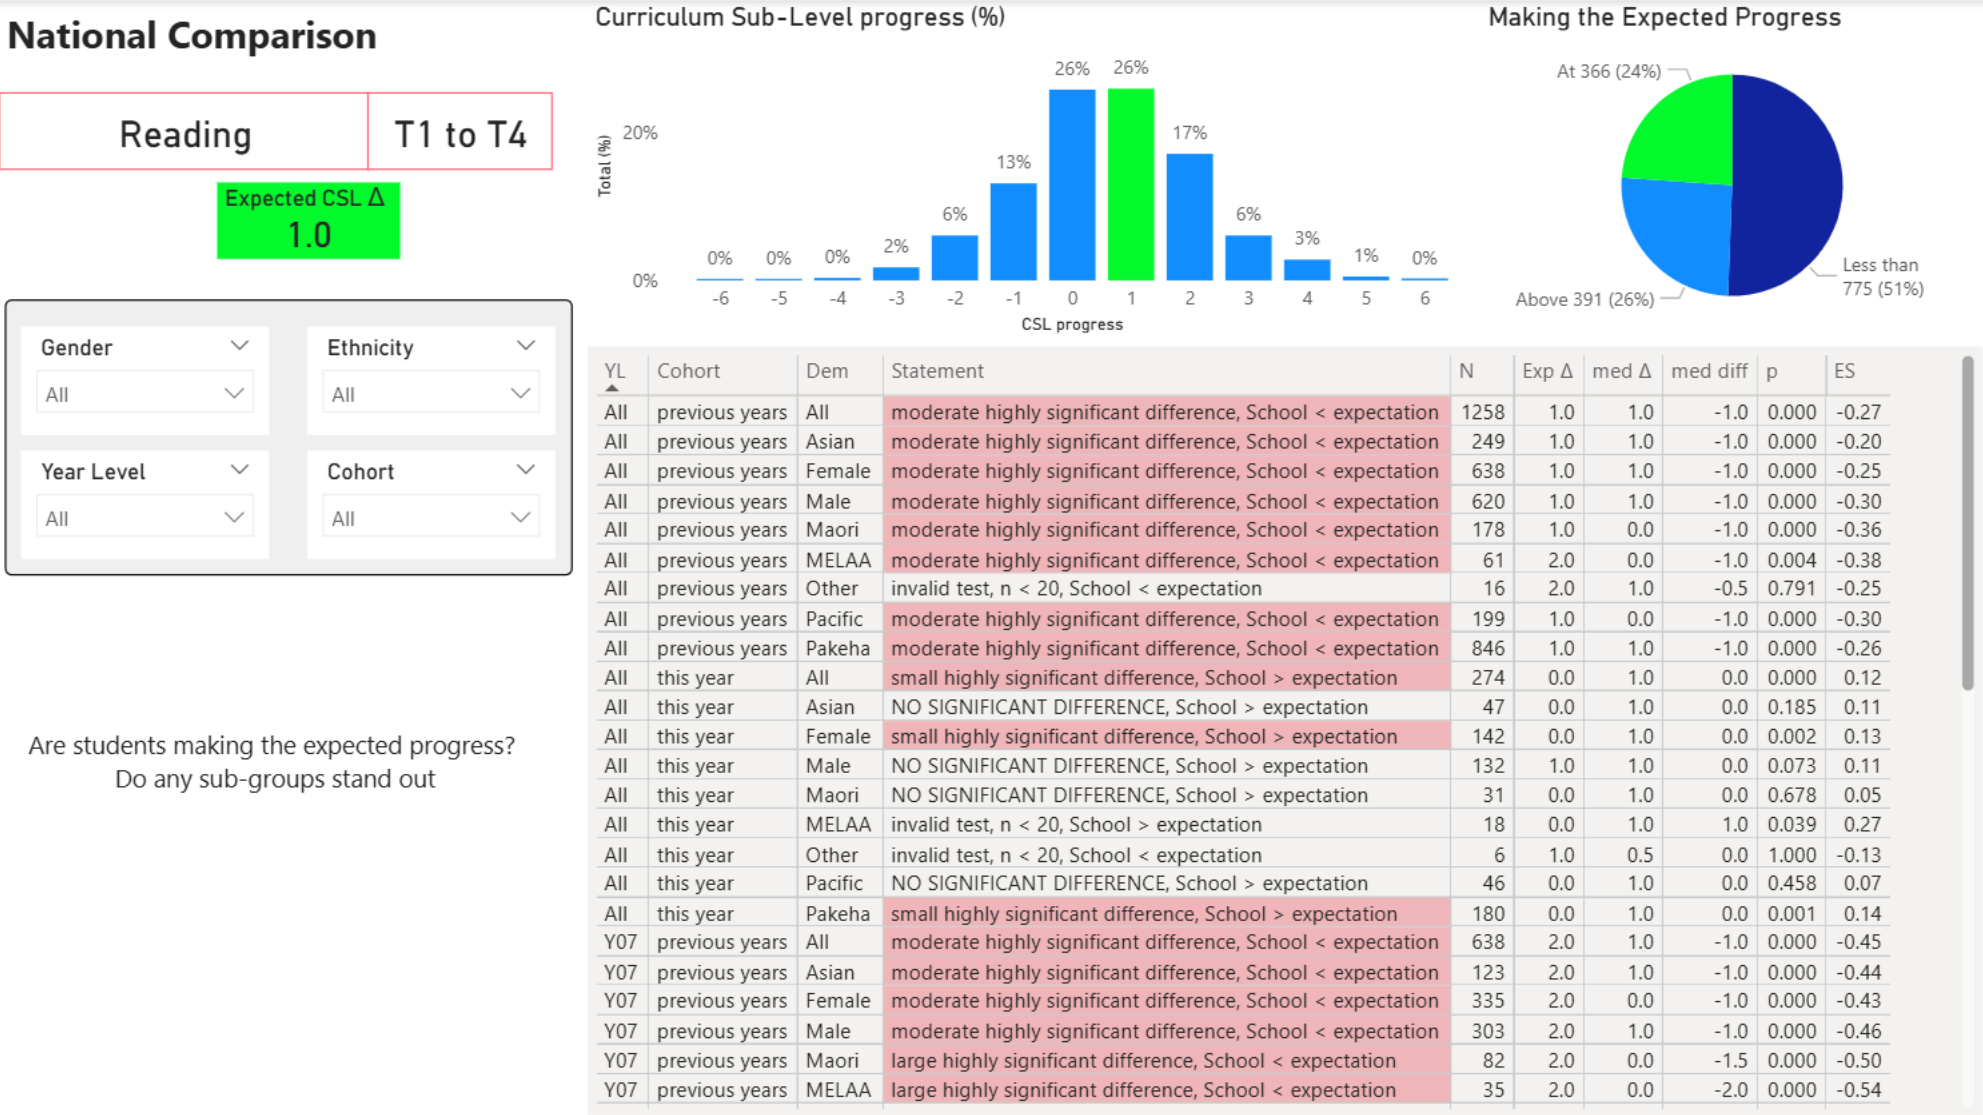 National Comparison
Reading
T1 to T4
Expected CSL Δ
1.0
Gender
All
Ethnicity
All
Year Level
All
Cohort
All
Are students making the expected progress?
Do any sub-groups stand out
Curriculum Sub-Level progress (%)
Total (%)
20%
0%
0%
0%
0%
2%
6%
13%
26%
26%
17%
6%
3%
1%
0%
-6 -5 -4 -3 -2 -1 0 1 2 3 4 5 6
CSL progress
Making the Expected Progress
At 366 (24%)
Above 391 (26%)
Less than
775 (51%)
YL Cohort Dem Statement N Exp Δ med Δ med diff p ES
All previous years All moderate highly significant difference, School < expectation 1258 1.0 1.0 -1.0 0.000 -0.27
All previous years Asian moderate highly significant difference, School < expectation 249 1.0 1.0 -1.0 0.000 -0.20
All previous years Female moderate highly significant difference, School < expectation 638 1.0 1.0 -1.0 0.000 -0.25
All previous years Male moderate highly significant difference, School < expectation 620 1.0 1.0 -1.0 0.000 -0.30
All previous years Maori moderate highly significant difference, School < expectation 178 1.0 0.0 -1.0 0.000 -0.36
All previous years MELAA moderate highly significant difference, School < expectation 61 2.0 0.0 -1.0 0.004 -0.38
All previous years Other invalid test, n < 20, School < expectation 16 2.0 1.0 -0.5 0.791 -0.25
All previous years Pacific moderate highly significant difference, School < expectation 199 1.0 0.0 -1.0 0.000 -0.30
All previous years Pakeha moderate highly significant difference, School < expectation 846 1.0 1.0 -1.0 0.000 -0.26
All this year All small highly significant difference, School > expectation 274 0.0 1.0 0.0 0.000 0.12
All this year Asian NO SIGNIFICANT DIFFERENCE, School > expectation 47 0.0 1.0 0.0 0.185 0.11
All this year Female small highly significant difference, School > expectation 142 0.0 1.0 0.0 0.002 0.13
All this year Male NO SIGNIFICANT DIFFERENCE, School > expectation 132 1.0 1.0 0.0 0.073 0.11
All this year Maori NO SIGNIFICANT DIFFERENCE, School > expectation 31 0.0 1.0 0.0 0.678 0.05
All this year MELAA invalid test, n < 20, School > expectation 18 0.0 1.0 1.0 0.039 0.27
All this year Other invalid test, n < 20, School < expectation 6 1.0 0.5 0.0 1.000 -0.13
All this year Pacific NO SIGNIFICANT DIFFERENCE, School > expectation 46 0.0 1.0 0.0 0.458 0.07
All this year Pakeha small highly significant difference, School > expectation 180 0.0 1.0 0.0 0.001 0.14
Y07 previous years All moderate highly significant difference, School < expectation 638 2.0 1.0 -1.0 0.000 -0.45
Y07 previous years Asian moderate highly significant difference, School < expectation 123 2.0 1.0 -1.0 0.000 -0.44
Y07 previous years Female moderate highly significant difference, School < expectation 335 2.0 0.0 -1.0 0.000 -0.43
Y07 previous years Male moderate highly significant difference, School < expectation 303 2.0 1.0 -1.0 0.000 -0.46
Y07 previous years Maori large highly significant difference, School < expectation 82 2.0 0.0 -1.5 0.000 -0.50
Y07 previous years MELAA large highly significant difference, School < expectation 35 2.0 0.0 -2.0 0.000 -0.54